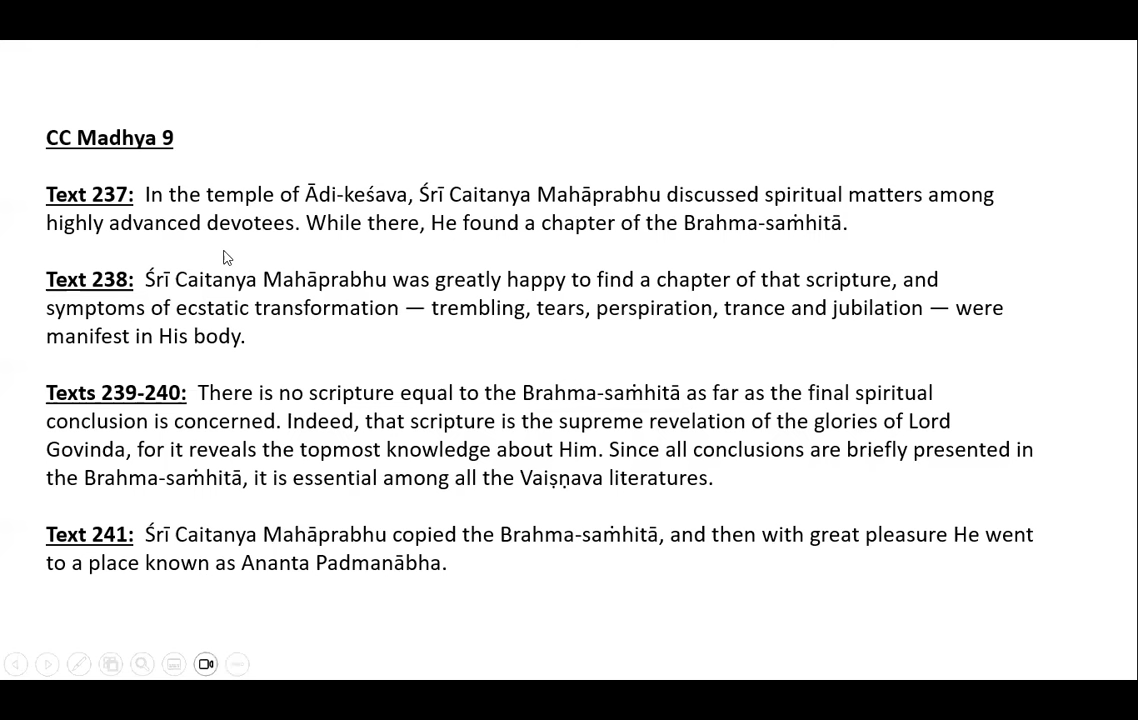 CC Madhya 9
Text 237: In the temple of Ādi-keśava, Śrī Caitanya Mahāprabhu discussed spiritual matters among
highly advanced devotees. While there, He found a chapter of the Brahma-saṁhitā.
Text 238: Śrī Caitanya Mahāprabhu was greatly happy to find a chapter of that scripture, and
symptoms of ecstatic transformation — trembling, tears, perspiration, trance and jubilation — were
manifest in His body.
Texts 239-240: There is no scripture equal to the Brahma-saṁhitā as far as the final spiritual
conclusion is concerned. Indeed, that scripture is the supreme revelation of the glories of Lord
Govinda, for it reveals the topmost knowledge about Him. Since all conclusions are briefly presented in
the Brahma-saṁhitā, it is essential among all the Vaiṣṇava literatures.
Text 241: Śrī Caitanya Mahāprabhu copied the Brahma-saṁhitā, and then with great pleasure He went
to a place known as Ananta Padmanābha.